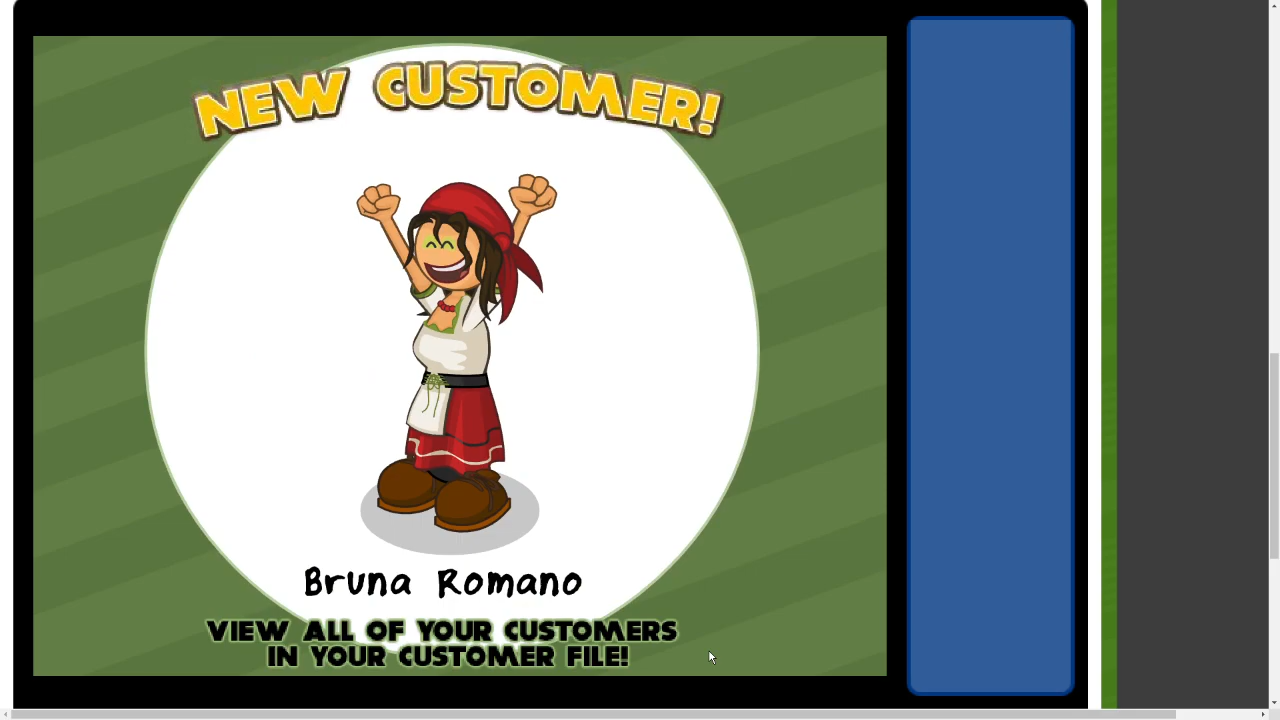 NEW CUSTOMER!
Bruna Romano
VIEW ALL OF YOUR CUSTOMERS
IN YOUR CUSTOMER FILE!